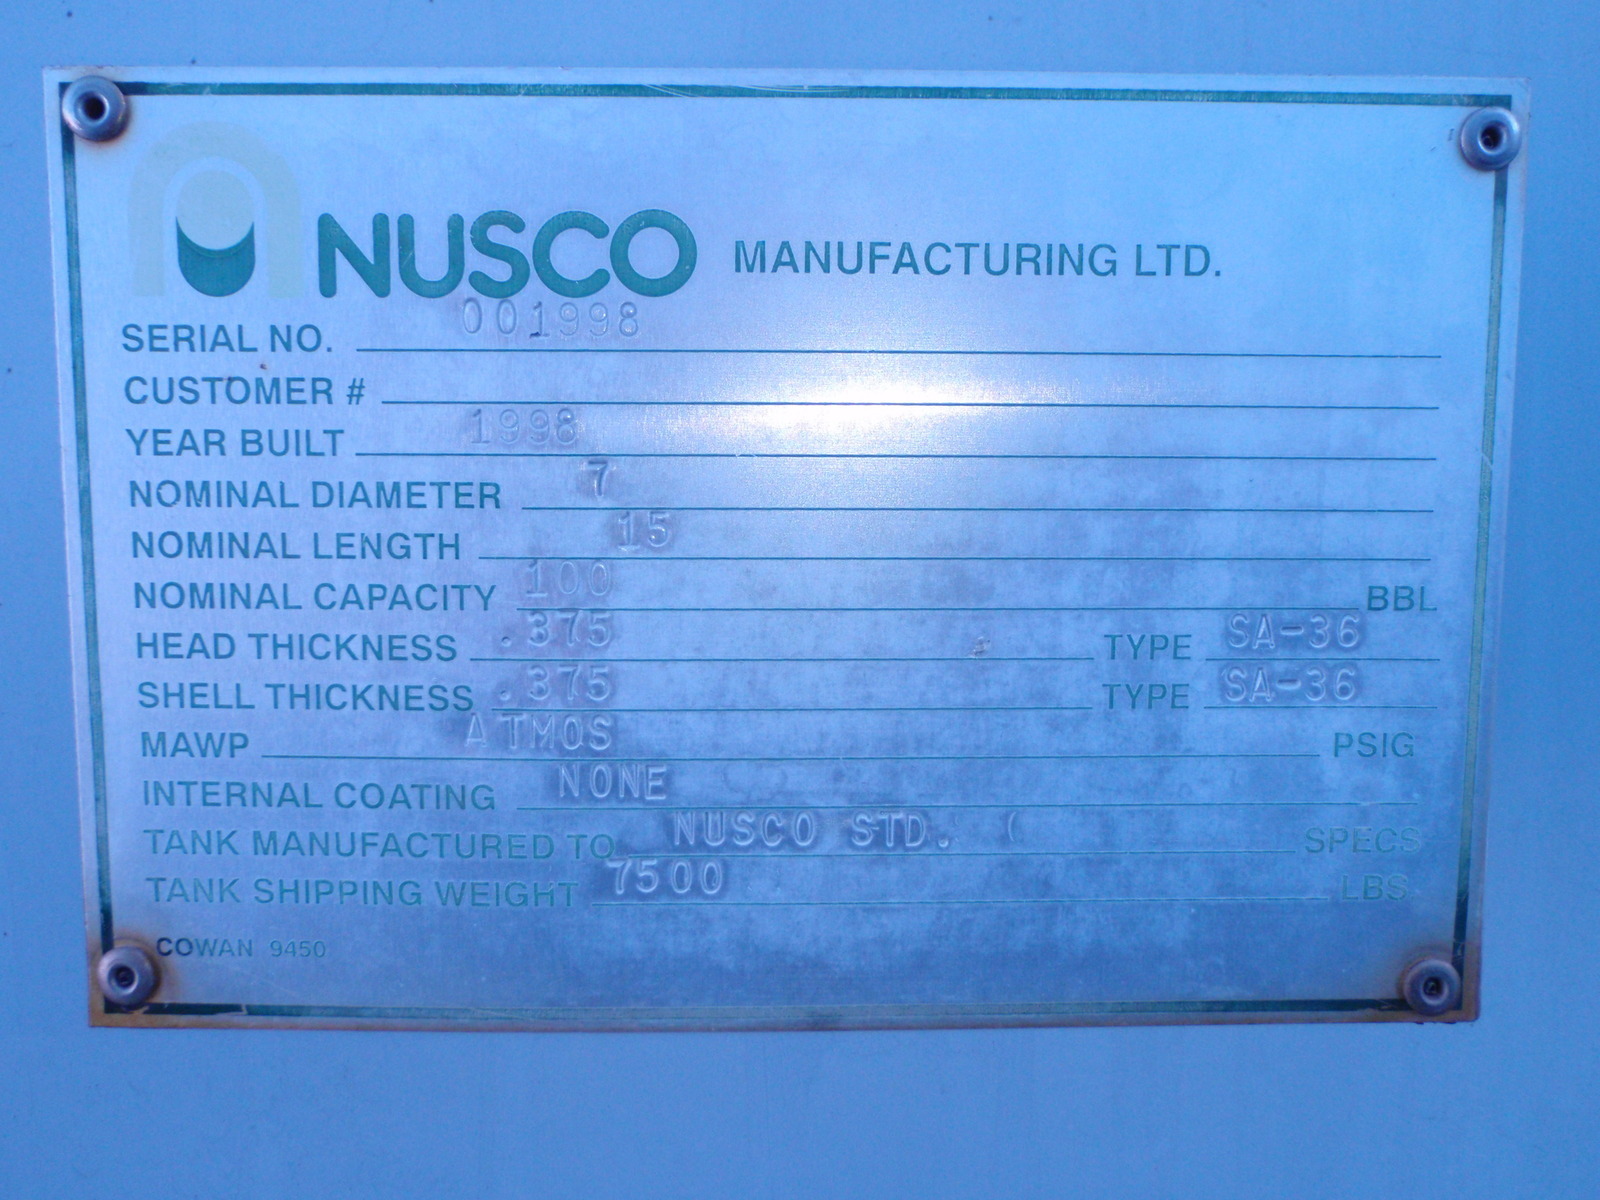 NUSCO MANUFACTURING LTD.
SERIAL NO. 001998
CUSTOMER #
YEAR BUILT 1998
NOMINAL DIAMETER 7
NOMINAL LENGTH 15
NOMINAL CAPACITY 100 BBL
HEAD THICKNESS .375 TYPE SA-36
SHELL THICKNESS .375 TYPE SA-36
MAWP ATMOS PSIG
INTERNAL COATING NONE
TANK MANUFACTURED TO NUSCO STD. ( SPECS
TANK SHIPPING WEIGHT 7500 LBS
COWAN 9450